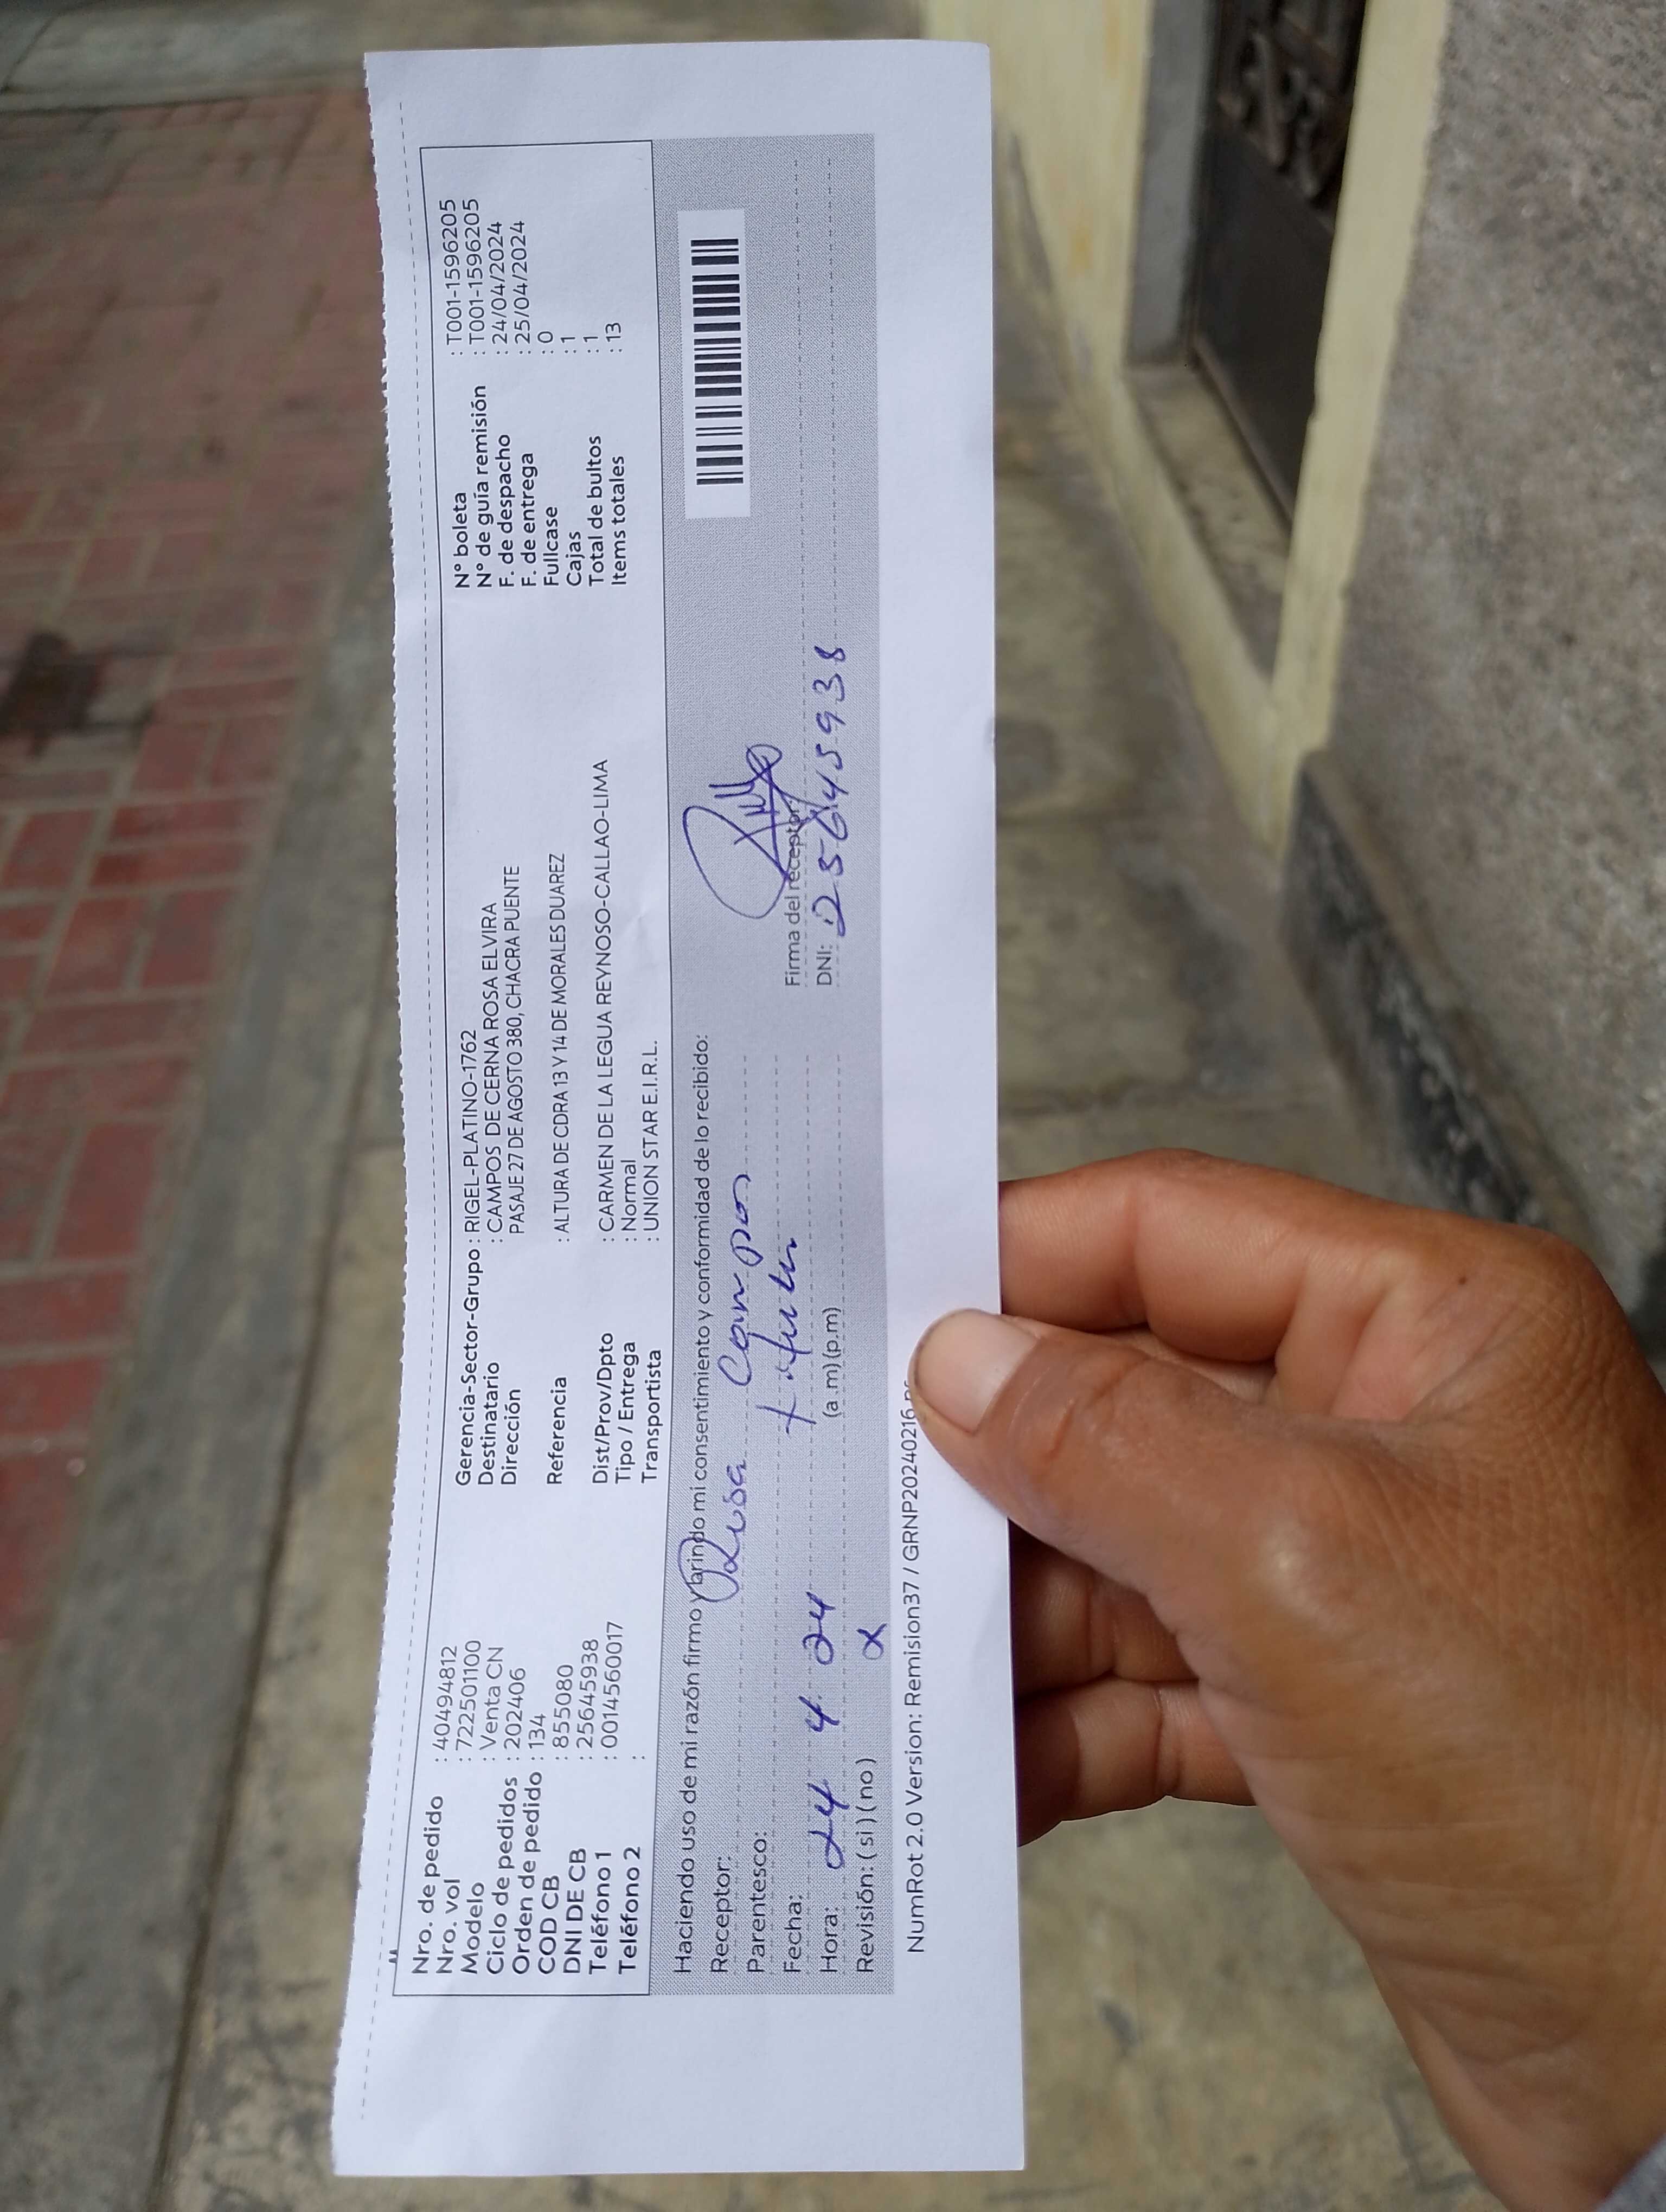 Nro. de pedido : 40494812
Nro. vol : 722501100
Modelo : Venta CN
Ciclo de pedidos : 202406
Orden de pedido : 134
COD CB : 855080
DNI DE CB : 25645938
Teléfono 1 : 0014560017
Teléfono 2 :
Gerencia-Sector-Grupo : RIGEL-PLATINO-1762
Destinatario : CAMPOS DE CERNA ROSA ELVIRA
Dirección PASAJE 27 DE AGOSTO 380, CHACRA PUENTE
Referencia : ALTURA DE CDRA 13 Y 14 DE MORALES DUAREZ
Dist/Prov/Dpto : CARMEN DE LA LEGUA REYNOSO-CALLAO-LIMA
Tipo / Entrega : Normal
Transportista : UNION STAR E.I.R.L.
N° boleta : T001-1596205
N° de guía remisión : T001-1596205
F. de despacho : 24/04/2024
F. de entrega : 25/04/2024
Fullcase : 0
Cajas : 1
Total de bultos : 1
Items totales : 13
Haciendo uso de mi razón firmo y brindo mi consentimiento y conformidad de lo recibido:
Receptor: Rosa Campos
Parentesco:
Fecha: 24 4 24
Hora: (a.m) (p.m)
Revisión: ( si ) ( no )
Firma del receptor:
DNI: 25645938
NumRot 2.0 Version: Remision37 / GRNP20240216